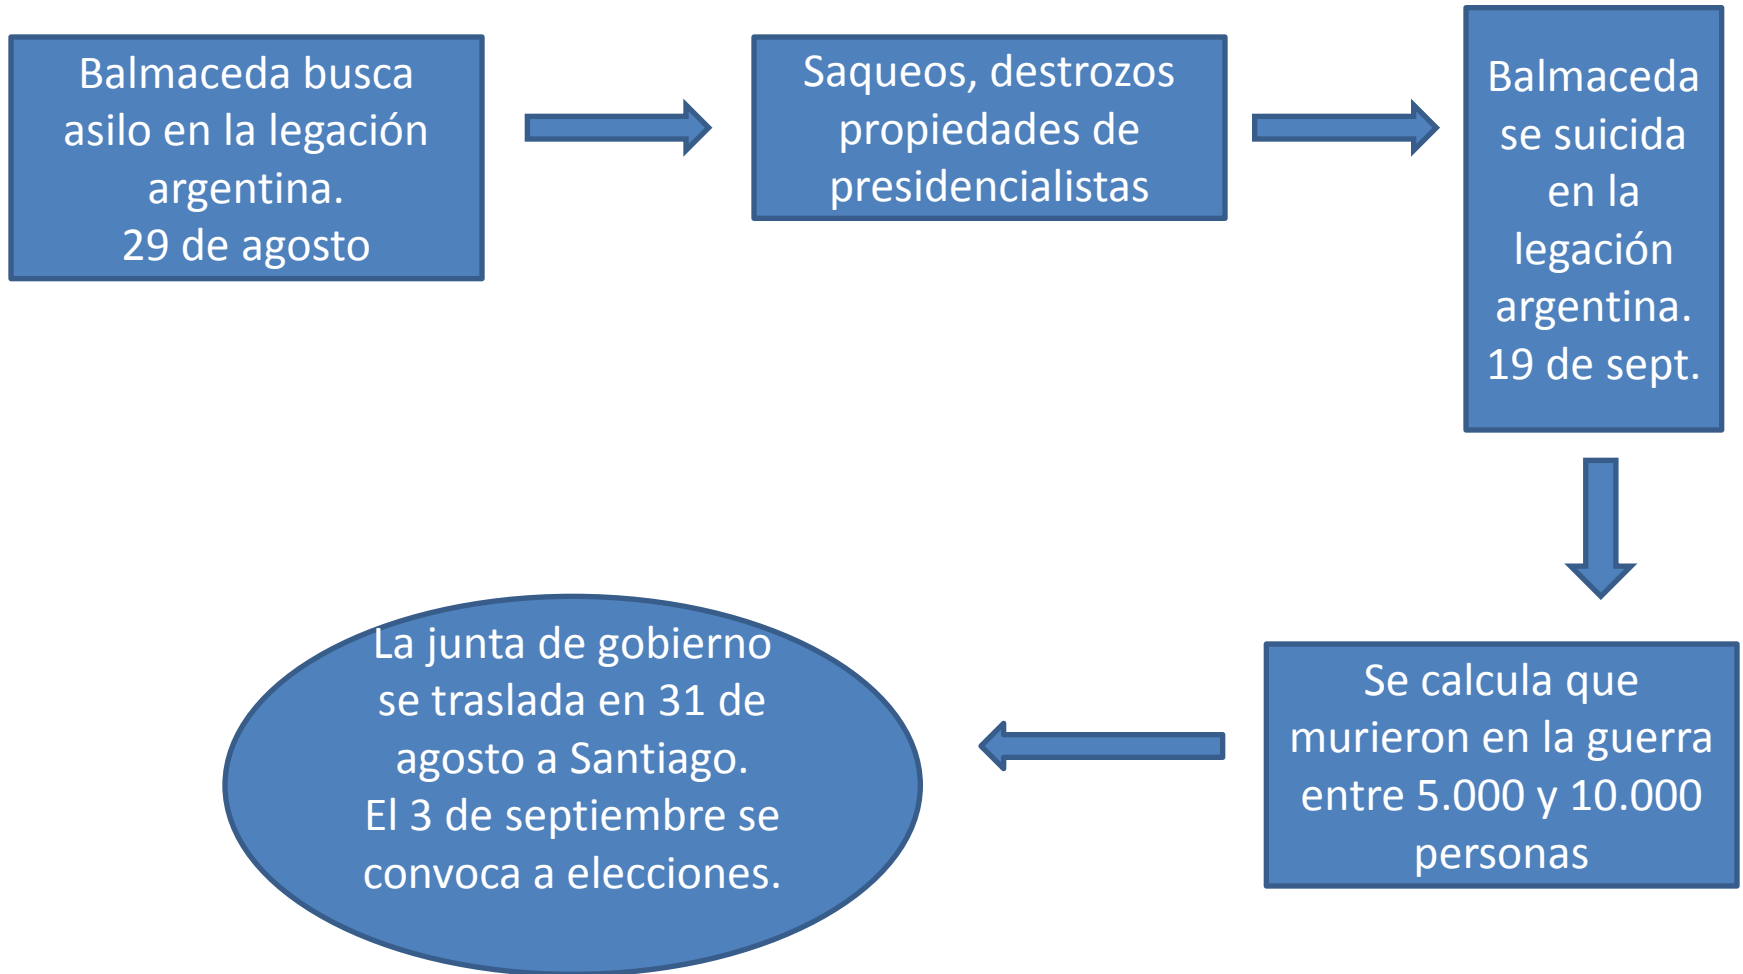 Balmaceda busca
asilo en la legación
argentina.
29 de agosto
Saqueos, destrozos
propiedades de
presidencialistas
Balmaceda
se suicida
en la
legación
argentina.
19 de sept.
Se calcula que
murieron en la guerra
entre 5.000 y 10.000
personas
La junta de gobierno
se traslada en 31 de
agosto a Santiago.
El 3 de septiembre se
convoca a elecciones.